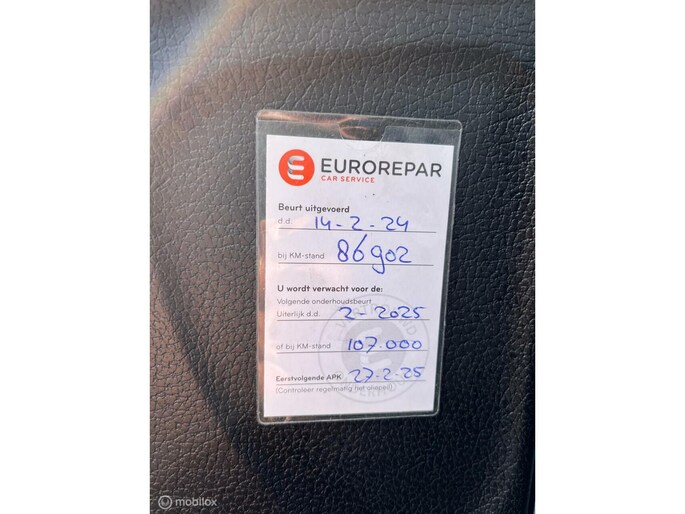 EUROREPAR
CAR SERVICE
Beurt uitgevoerd
d.d. 14-2-24
bij KM-stand 86902
U wordt verwacht voor de:
Volgende onderhoudsbeurt
Uiterlijk d.d. 2-2025
of bij KM-stand 107.000
Eerstvolgende APK 27-2-25
(Controleer regelmatig het oliepeil)
mobilox